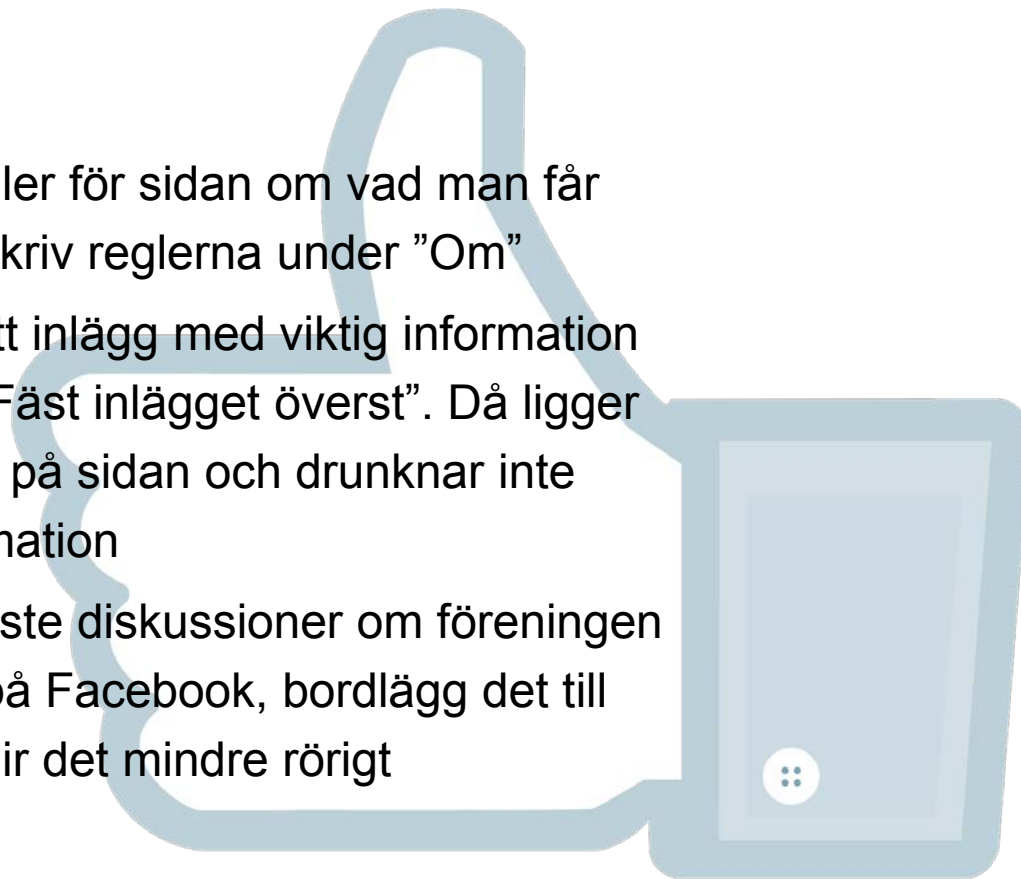 ler för sidan om vad man får
kriv reglerna under ”Om”
tt inlägg med viktig information
Fäst inlägget överst”. Då ligger
på sidan och drunknar inte
mation
ste diskussioner om föreningen
på Facebook, bordlägg det till
ir det mindre rörigt